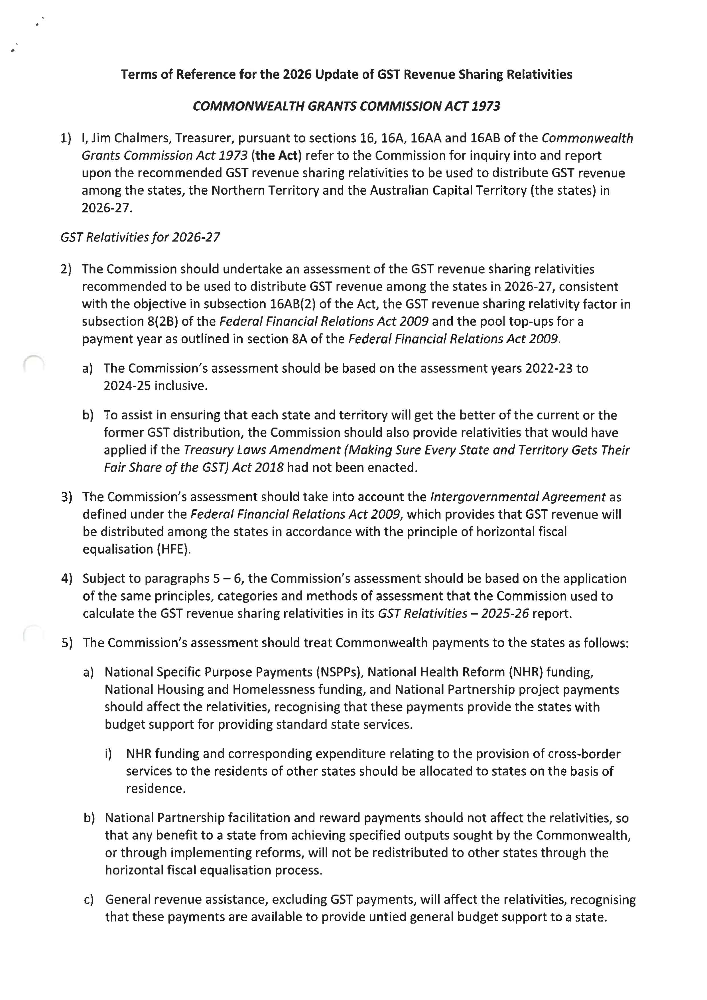 Terms of Reference for the 2026 Update of GST Revenue Sharing Relativities
COMMONWEALTH GRANTS COMMISSION ACT 1973
1) I, Jim Chalmers, Treasurer, pursuant to sections 16, 16A, 16AA and 16AB of the Commonwealth
Grants Commission Act 1973 (the Act) refer to the Commission for inquiry into and report
upon the recommended GST revenue sharing relativities to be used to distribute GST revenue
among the states, the Northern Territory and the Australian Capital Territory (the states) in
2026-27.
GST Relativities for 2026-27
2) The Commission should undertake an assessment of the GST revenue sharing relativities
recommended to be used to distribute GST revenue among the states in 2026-27, consistent
with the objective in subsection 16AB(2) of the Act, the GST revenue sharing relativity factor in
subsection 8(2B) of the Federal Financial Relations Act 2009 and the pool top-ups for a
payment year as outlined in section 8A of the Federal Financial Relations Act 2009.
a) The Commission's assessment should be based on the assessment years 2022-23 to
2024-25 inclusive.
b) To assist in ensuring that each state and territory will get the better of the current or the
former GST distribution, the Commission should also provide relativities that would have
applied if the Treasury Laws Amendment (Making Sure Every State and Territory Gets Their
Fair Share of the GST) Act 2018 had not been enacted.
3) The Commission's assessment should take into account the Intergovernmental Agreement as
defined under the Federal Financial Relations Act 2009, which provides that GST revenue will
be distributed among the states in accordance with the principle of horizontal fiscal
equalisation (HFE).
4) Subject to paragraphs 5 – 6, the Commission's assessment should be based on the application
of the same principles, categories and methods of assessment that the Commission used to
calculate the GST revenue sharing relativities in its GST Relativities – 2025-26 report.
5) The Commission's assessment should treat Commonwealth payments to the states as follows:
a) National Specific Purpose Payments (NSPPs), National Health Reform (NHR) funding,
National Housing and Homelessness funding, and National Partnership project payments
should affect the relativities, recognising that these payments provide the states with
budget support for providing standard state services.
i) NHR funding and corresponding expenditure relating to the provision of cross-border
services to the residents of other states should be allocated to states on the basis of
residence.
b) National Partnership facilitation and reward payments should not affect the relativities, so
that any benefit to a state from achieving specified outputs sought by the Commonwealth,
or through implementing reforms, will not be redistributed to other states through the
horizontal fiscal equalisation process.
c) General revenue assistance, excluding GST payments, will affect the relativities, recognising
that these payments are available to provide untied general budget support to a state.